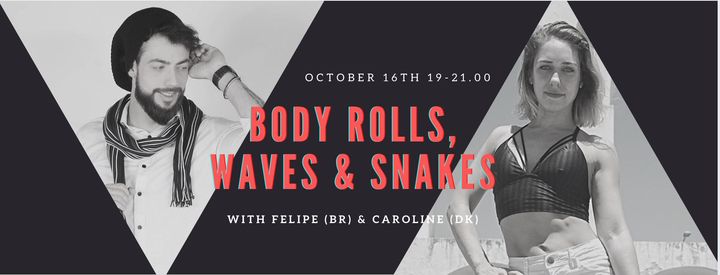 OCTOBER 16TH 19-21.00
BODY ROLLS,
WAVES & SNAKES
WITH FELIPE (BR) & CAROLINE (DK)